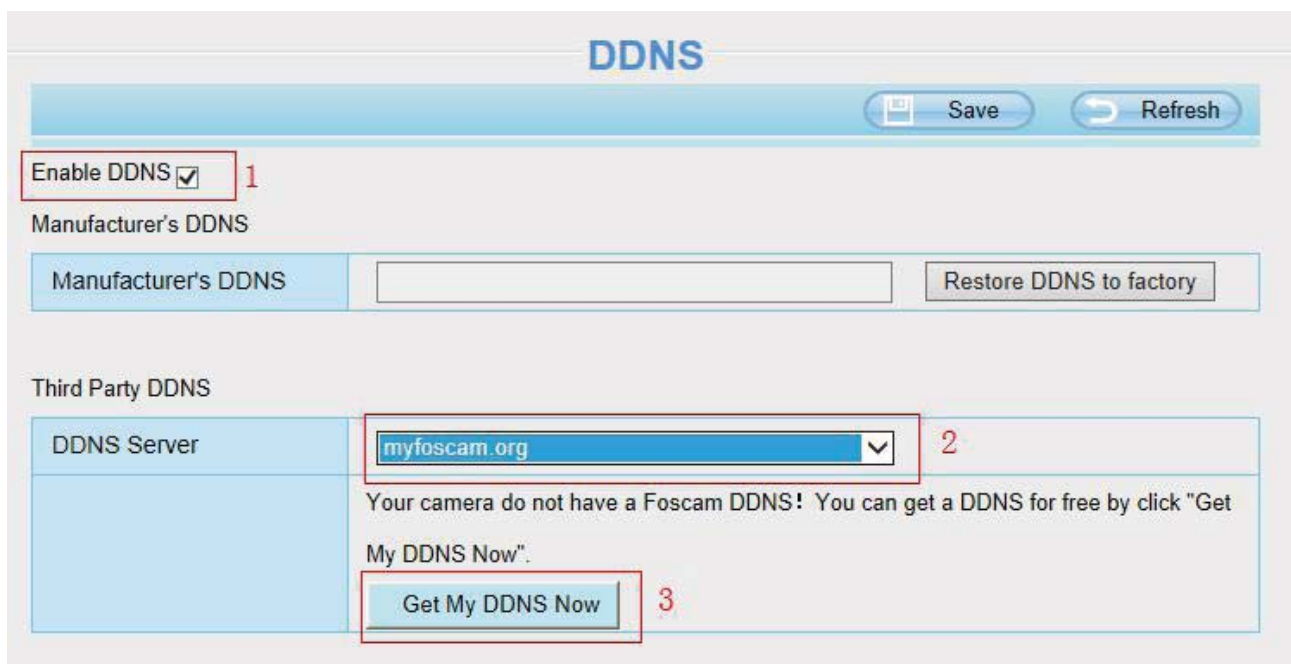 DDNS
Save Refresh
Enable DDNS 1
Manufacturer's DDNS
Manufacturer's DDNS Restore DDNS to factory
Third Party DDNS
DDNS Server myfoscam.org 2
Your camera do not have a Foscam DDNS! You can get a DDNS for free by click "Get
My DDNS Now".
Get My DDNS Now 3